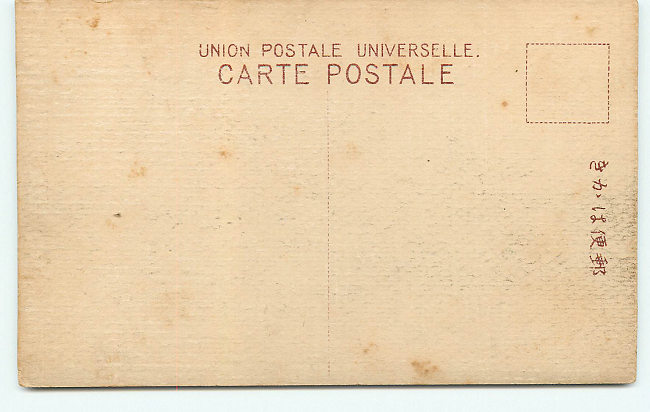 UNION POSTALE UNIVERSELLE.
CARTE POSTALE
郵便はかき